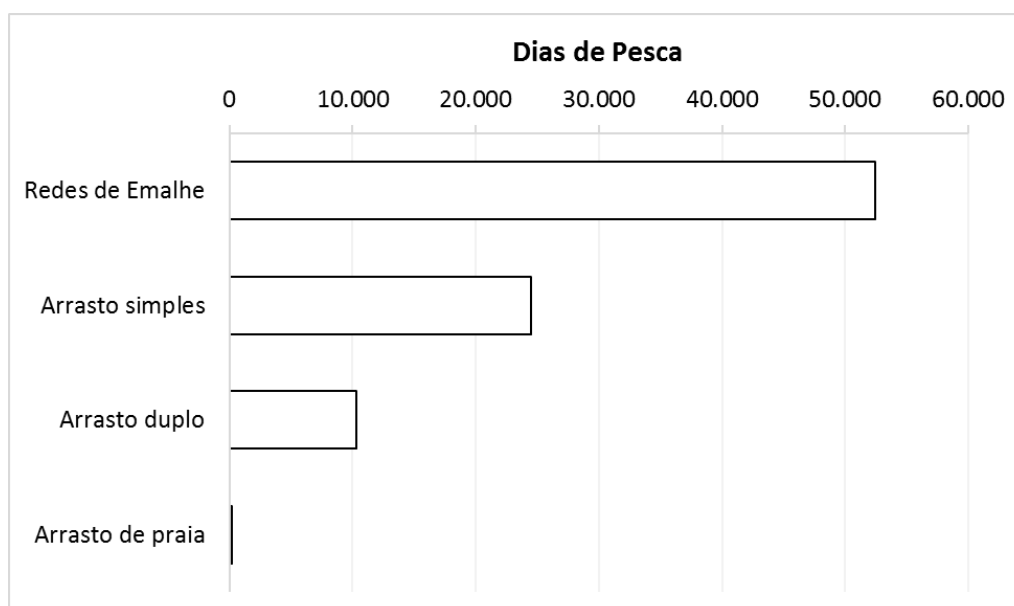 Dias de Pesca
0 10.000 20.000 30.000 40.000 50.000 60.000
Redes de Emalhe
Arrasto simples
Arrasto duplo
Arrasto de praia